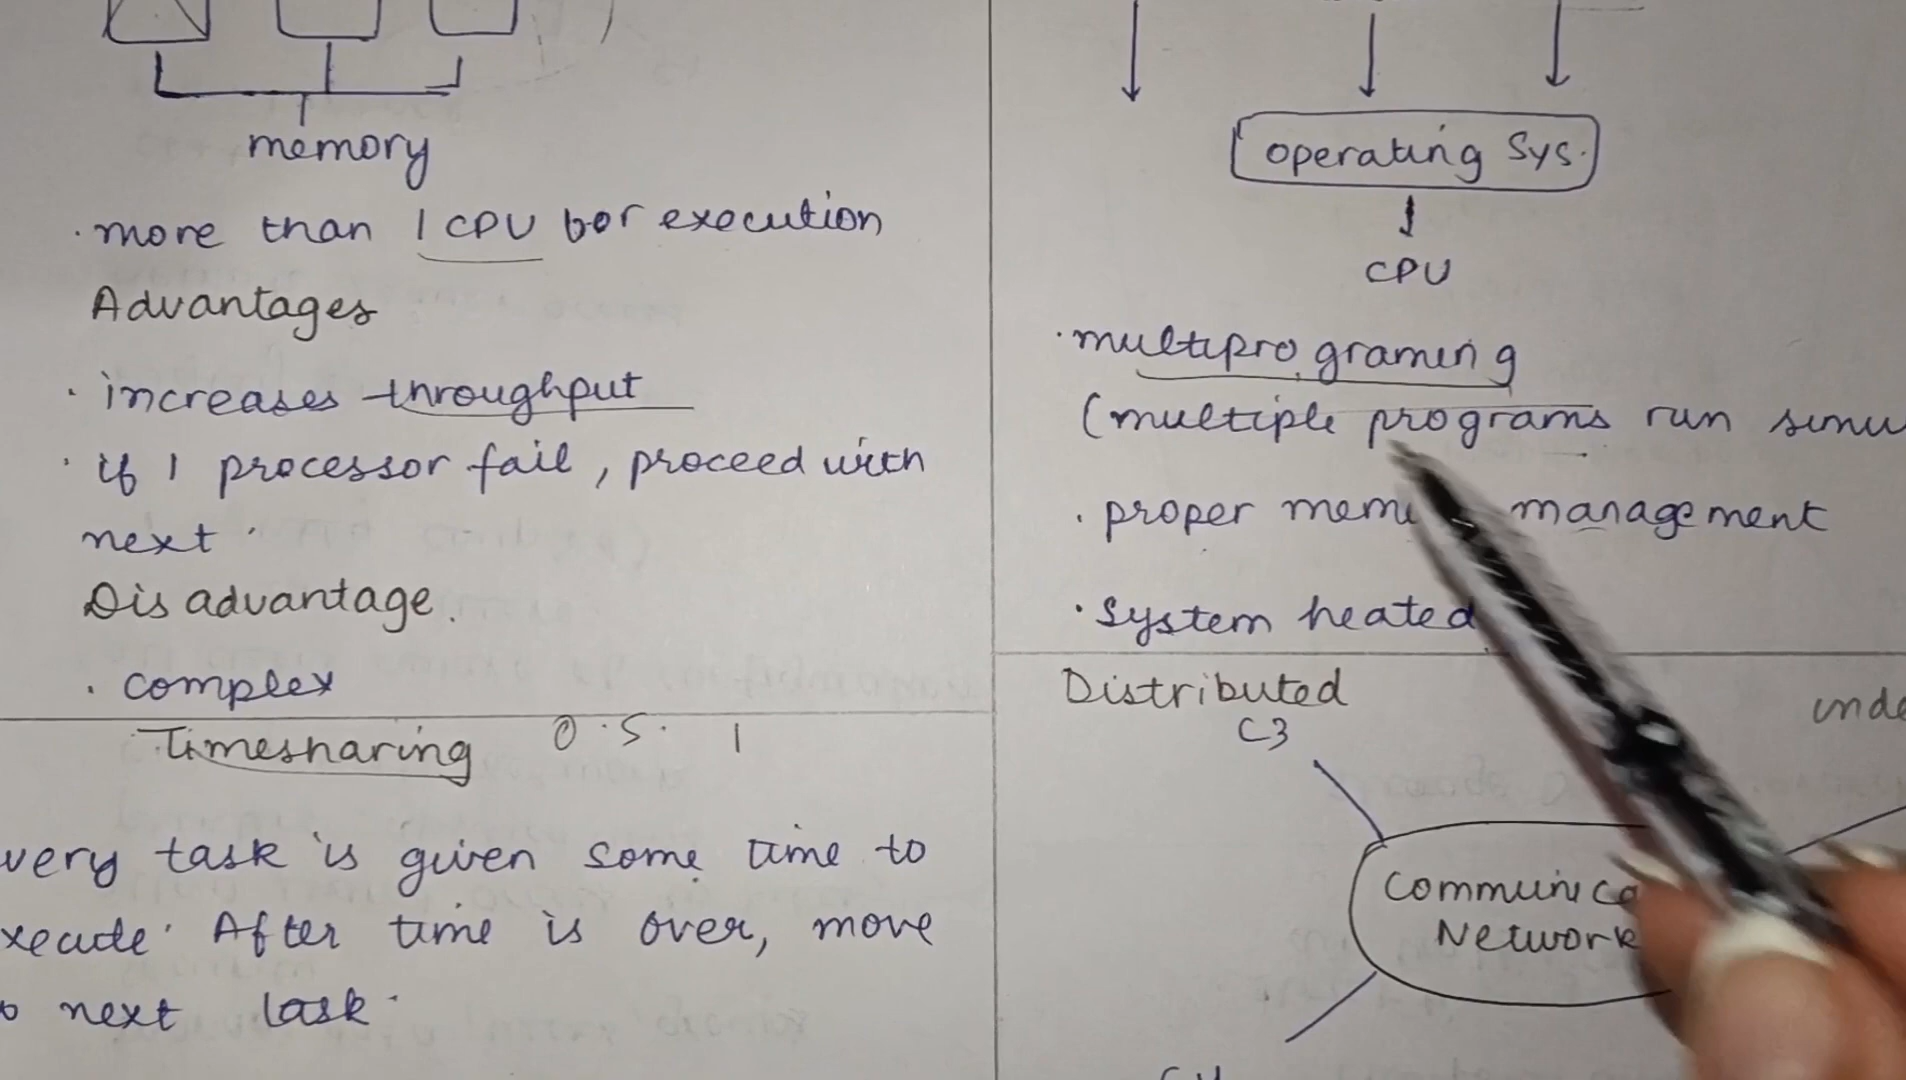 memory
· more than 1 CPU for execution
Advantages
· increases throughput
· if 1 processor fail, proceed with
next ·
Disadvantage.
· complex
Timesharing O.S.
very task is given some time to
xecute · After time is over, move
next task ·
operating Sys.
CPU
· multiprograming
(multiple programs run simu
· proper management
· System heated
Distributed
C3
Network